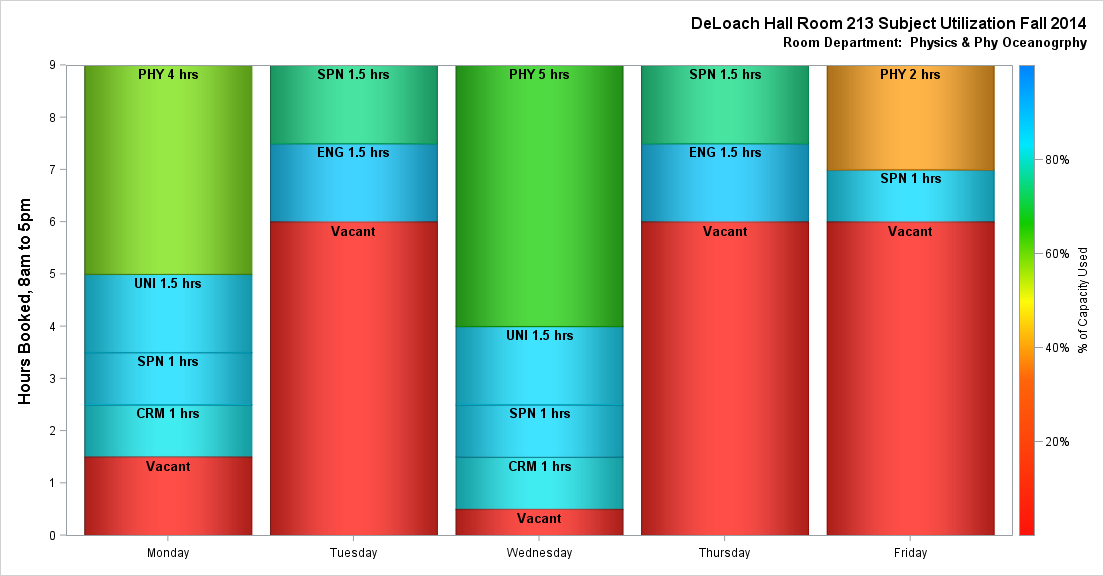 DeLoach Hall Room 213 Subject Utilization Fall 2014
Room Department:  Physics & Phy Oceanogrphy
Hours Booked, 8am to 5pm
9
8
7
6
5
4
3
2
1
0
PHY 4 hrs
UNI 1.5 hrs
SPN 1 hrs
CRM 1 hrs
Vacant
SPN 1.5 hrs
ENG 1.5 hrs
Vacant
PHY 5 hrs
UNI 1.5 hrs
SPN 1 hrs
CRM 1 hrs
Vacant
SPN 1.5 hrs
ENG 1.5 hrs
Vacant
PHY 2 hrs
SPN 1 hrs
Vacant
Monday
Tuesday
Wednesday
Thursday
Friday
80%
60%
40%
20%
% of Capacity Used